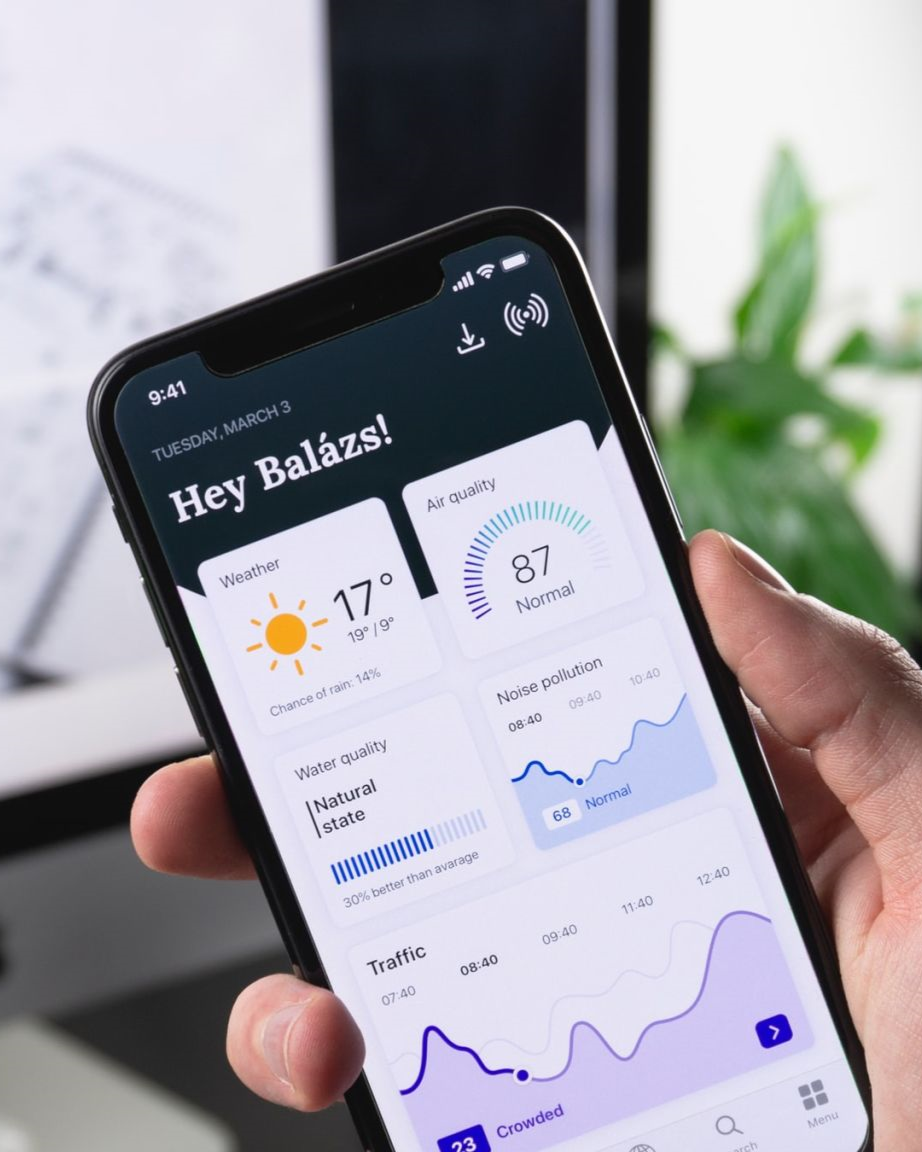 9:41
TUESDAY, MARCH 3
Hey Balázs!
Weather
17°
19° / 9°
Chance of rain: 14%
Air quality
87
Normal
Water quality
Natural
state
30% better than avarage
Noise pollution
08:40 09:40 10:40
68 Normal
Traffic
07:40 08:40 09:40 11:40 12:40
23 Crowded
Menu